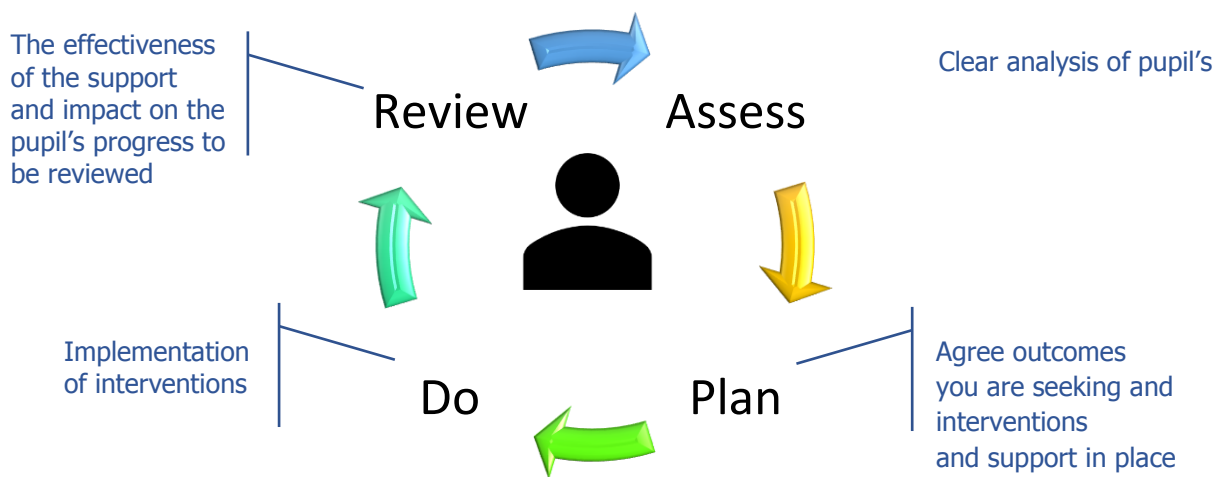 The effectiveness
of the support
and impact on the
pupil's progress to
be reviewed
Review
Assess
Clear analysis of pupil's
Implementation
of interventions
Do
Plan
Agree outcomes
you are seeking and
interventions
and support in place